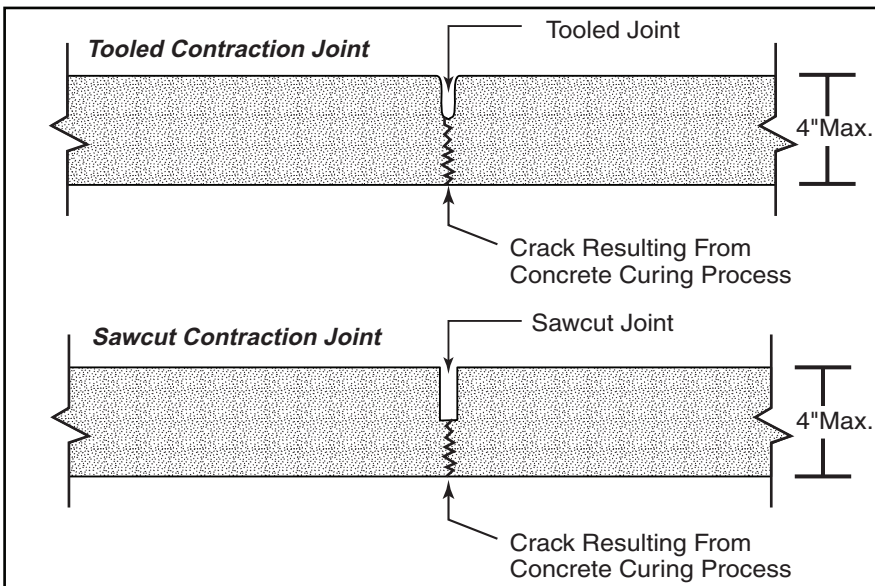 Tooled Contraction Joint
Tooled Joint
4"Max.
Crack Resulting From
Concrete Curing Process
Sawcut Contraction Joint
Sawcut Joint
4"Max.
Crack Resulting From
Concrete Curing Process